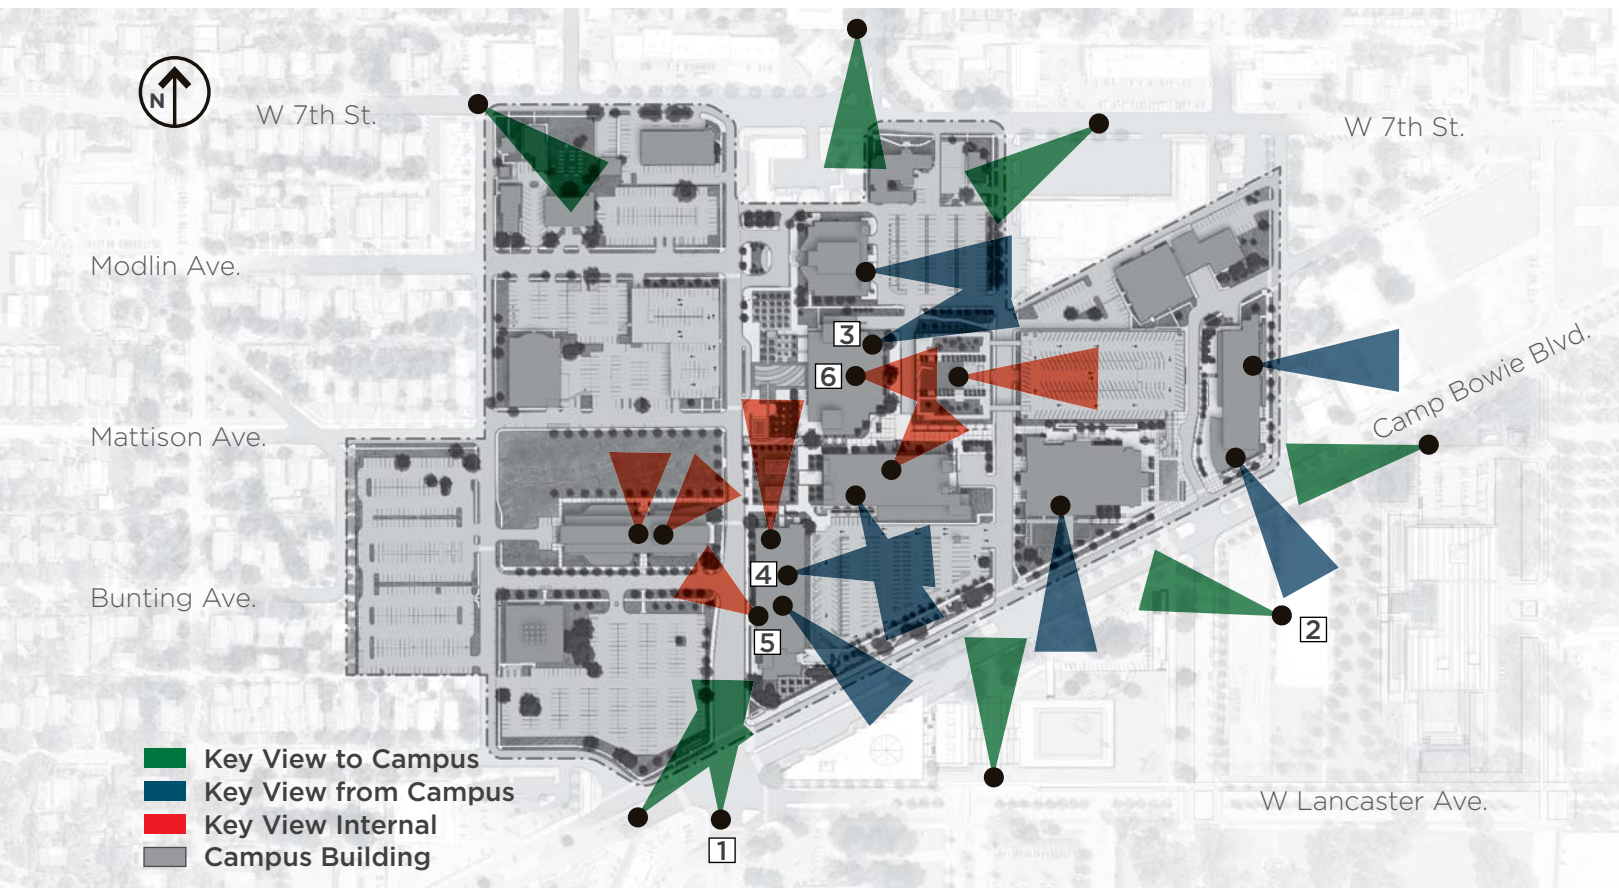 N
W 7th St.
W 7th St.
Modlin Ave.
3
6
Camp Bowie Blvd.
Mattison Ave.
4
Bunting Ave.
5
2
Key View to Campus
Key View from Campus
W Lancaster Ave.
Key View Internal
1
Campus Building